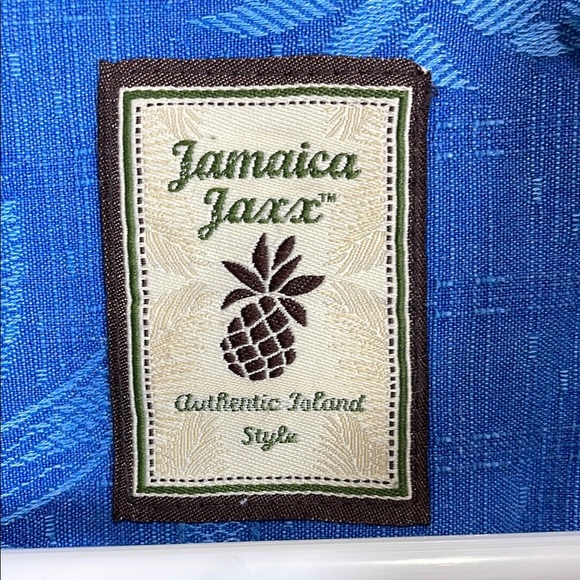 Jamaica
Jaxx™
Authentic Island
Style